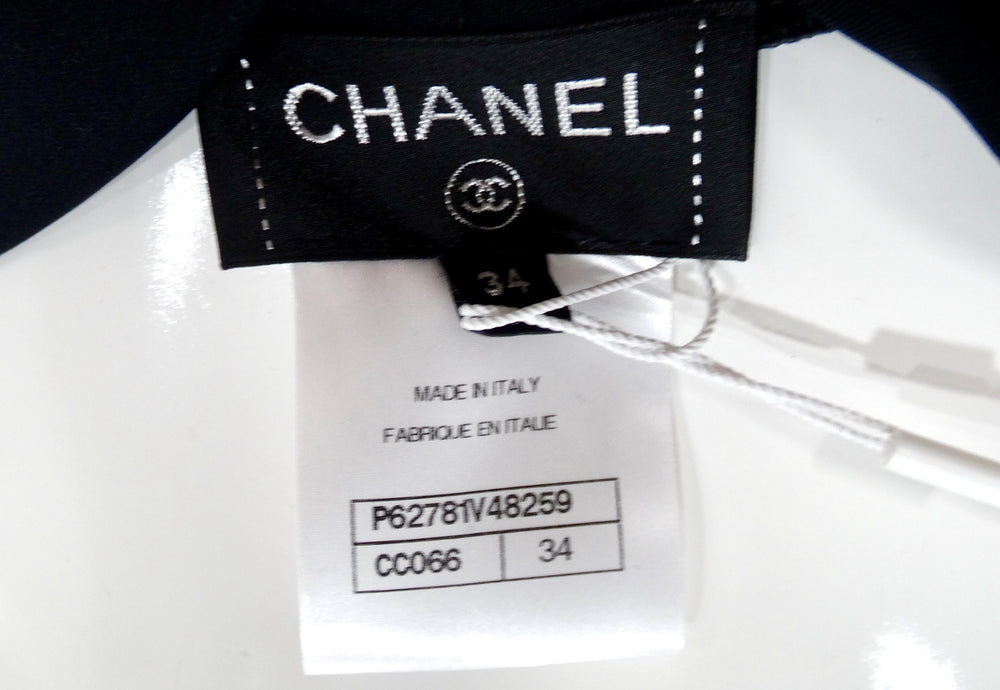 CHANEL
34
MADE IN ITALY
FABRIQUE EN ITALIE
P62781V48259
CC066 34